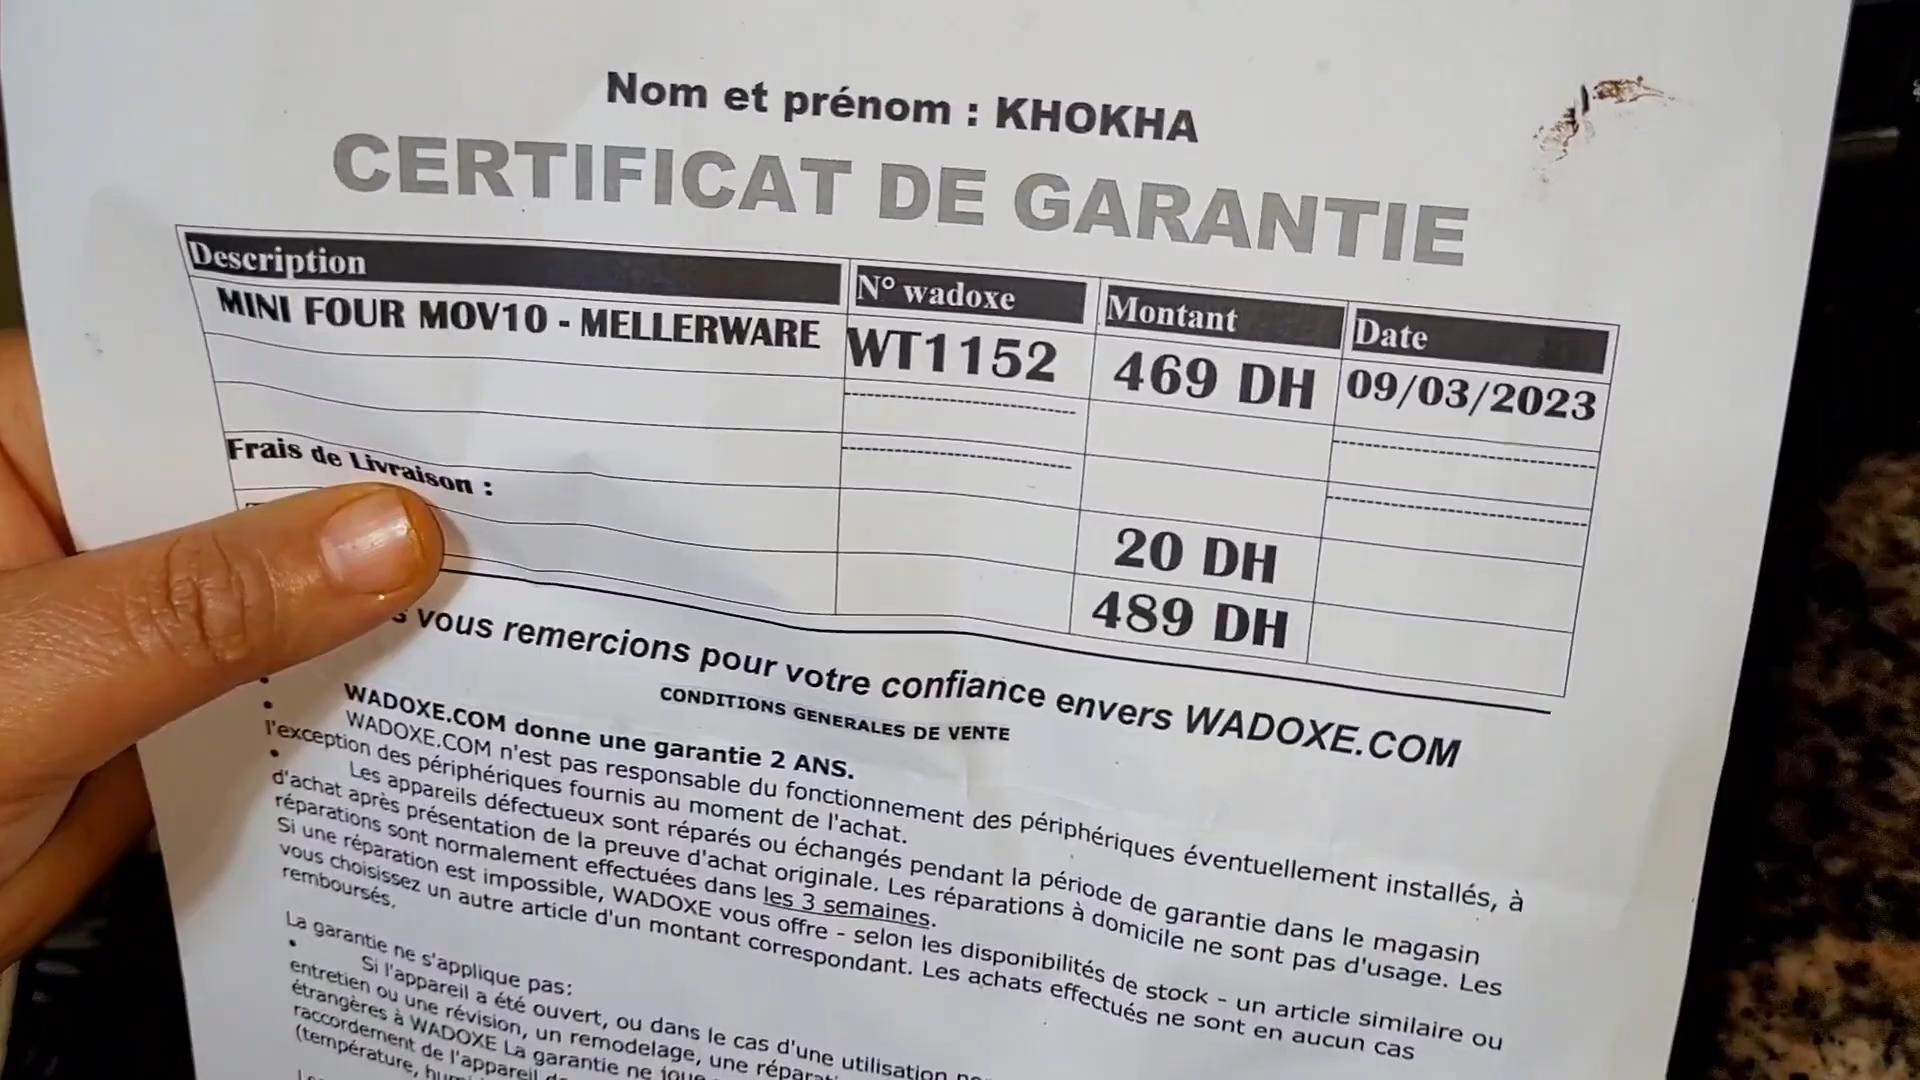 Nom et prénom : KHOKHA
CERTIFICAT DE GARANTIE
Description N° wadoxe Montant Date
MINI FOUR MOV10 - MELLERWARE WT1152 469 DH 09/03/2023
Frais de Livraison :
20 DH
489 DH
vous remercions pour votre confiance envers WADOXE.COM
CONDITIONS GENERALES DE VENTE
• WADOXE.COM donne une garantie 2 ANS.
• WADOXE.COM n'est pas responsable du fonctionnement des périphériques éventuellement installés, à
l'exception des périphériques fournis au moment de l'achat.
• Les appareils défectueux sont réparés ou échangés pendant la période de garantie dans le magasin
d'achat après présentation de la preuve d'achat originale. Les réparations à domicile ne sont pas d'usage. Les
réparations sont normalement effectuées dans les 3 semaines.
Si une réparation est impossible, WADOXE vous offre - selon les disponibilités de stock - un article similaire ou
vous choisissez un autre article d'un montant correspondant. Les achats effectués ne sont en aucun cas
remboursés.
La garantie ne s'applique pas:
• Si l'appareil a été ouvert, ou dans le cas d'une utilisation
entretien ou une révision, un remodelage, une
étrangères à WADOXE La garantie ne
raccordement de l'appareil
(température,